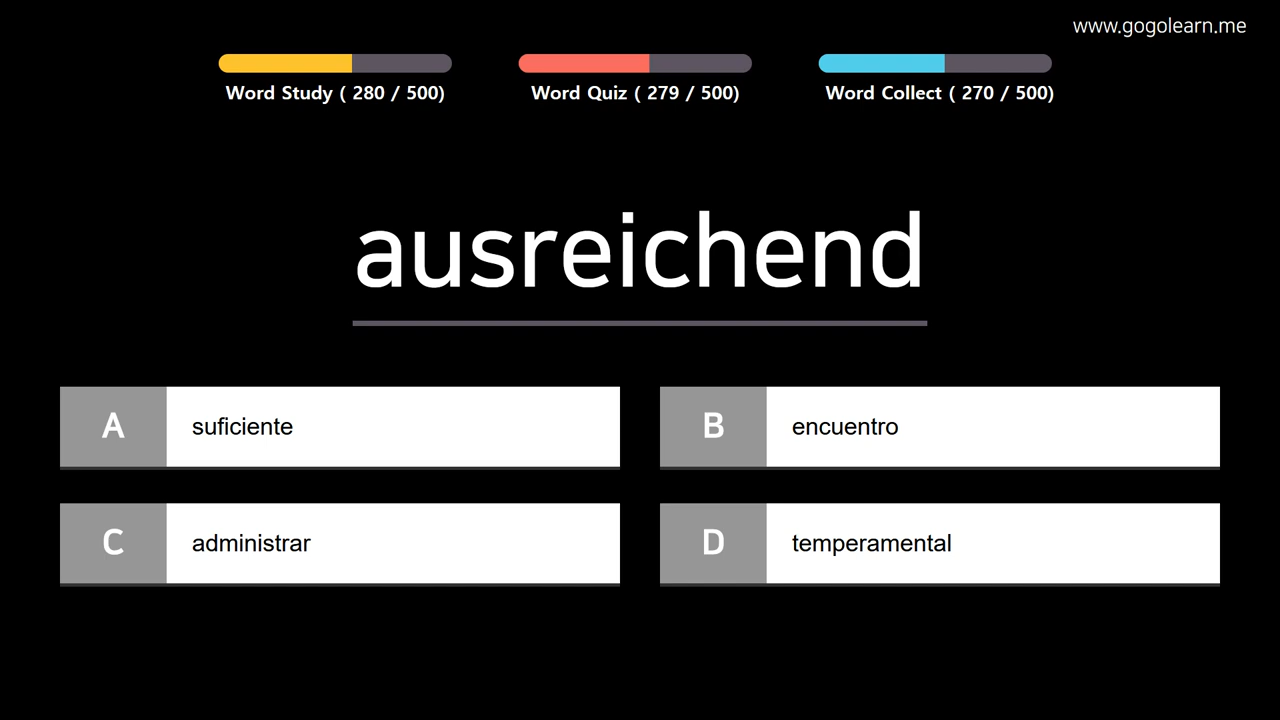 www.gogolearn.me
Word Study ( 280 / 500)
Word Quiz ( 279 / 500)
Word Collect ( 270 / 500)
ausreichend
A suficiente
B encuentro
C administrar
D temperamental